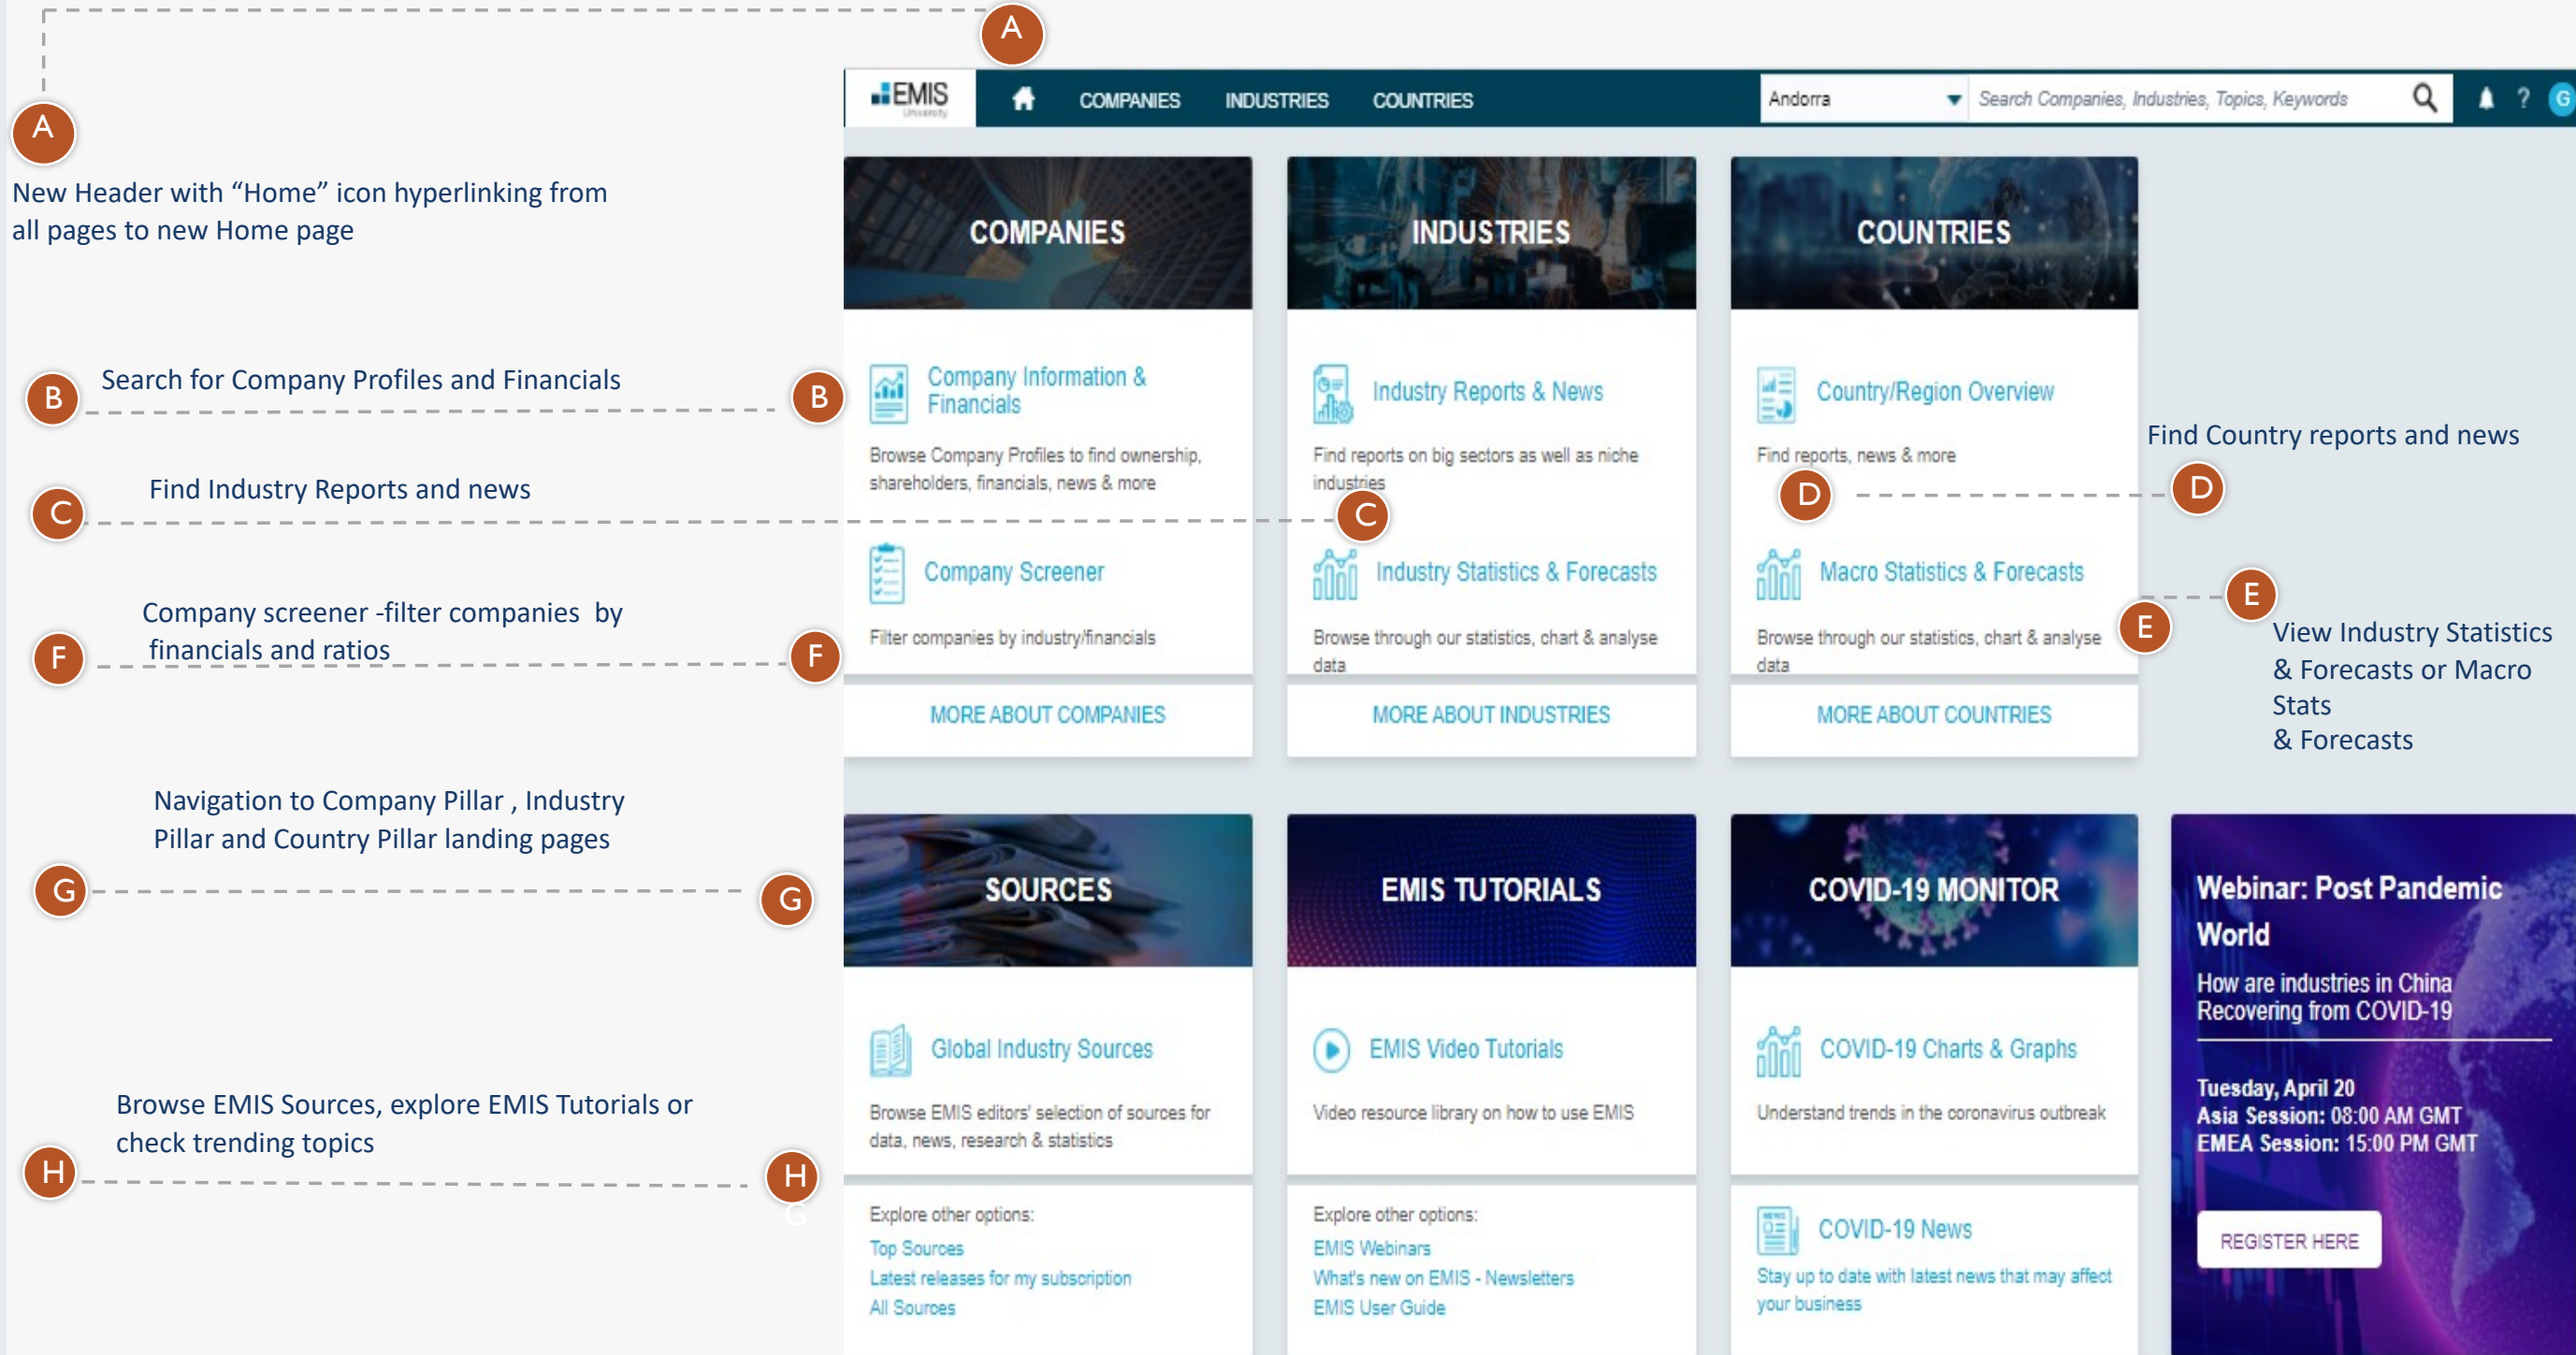 A
A
New Header with “Home” icon hyperlinking from
all pages to new Home page
B
Search for Company Profiles and Financials
B
C
Find Industry Reports and news
C
F
Company screener -filter companies by
financials and ratios
F
G
Navigation to Company Pillar , Industry
Pillar and Country Pillar landing pages
G
H
Browse EMIS Sources, explore EMIS Tutorials or
check trending topics
H
G
EMIS
University
COMPANIES
INDUSTRIES
COUNTRIES
Andorra
Search Companies, Industries, Topics, Keywords
?
G
COMPANIES
Company Information &
Financials
Browse Company Profiles to find ownership,
shareholders, financials, news & more
Company Screener
Filter companies by industry/financials
MORE ABOUT COMPANIES
INDUSTRIES
Industry Reports & News
Find reports on big sectors as well as niche
industries
Industry Statistics & Forecasts
Browse through our statistics, chart & analyse
data
MORE ABOUT INDUSTRIES
COUNTRIES
Country/Region Overview
Find reports, news & more
Macro Statistics & Forecasts
Browse through our statistics, chart & analyse
data
MORE ABOUT COUNTRIES
Find Country reports and news
D
D
E
E
View Industry Statistics
& Forecasts or Macro
Stats
& Forecasts
SOURCES
Global Industry Sources
Browse EMIS editors' selection of sources for
data, news, research & statistics
Explore other options:
Top Sources
Latest releases for my subscription
All Sources
EMIS TUTORIALS
EMIS Video Tutorials
Video resource library on how to use EMIS
Explore other options:
EMIS Webinars
What's new on EMIS - Newsletters
EMIS User Guide
COVID-19 MONITOR
COVID-19 Charts & Graphs
Understand trends in the coronavirus outbreak
NEWS
COVID-19 News
Stay up to date with latest news that may affect
your business
Webinar: Post Pandemic
World
How are industries in China
Recovering from COVID-19
Tuesday, April 20
Asia Session: 08:00 AM GMT
EMEA Session: 15:00 PM GMT
REGISTER HERE